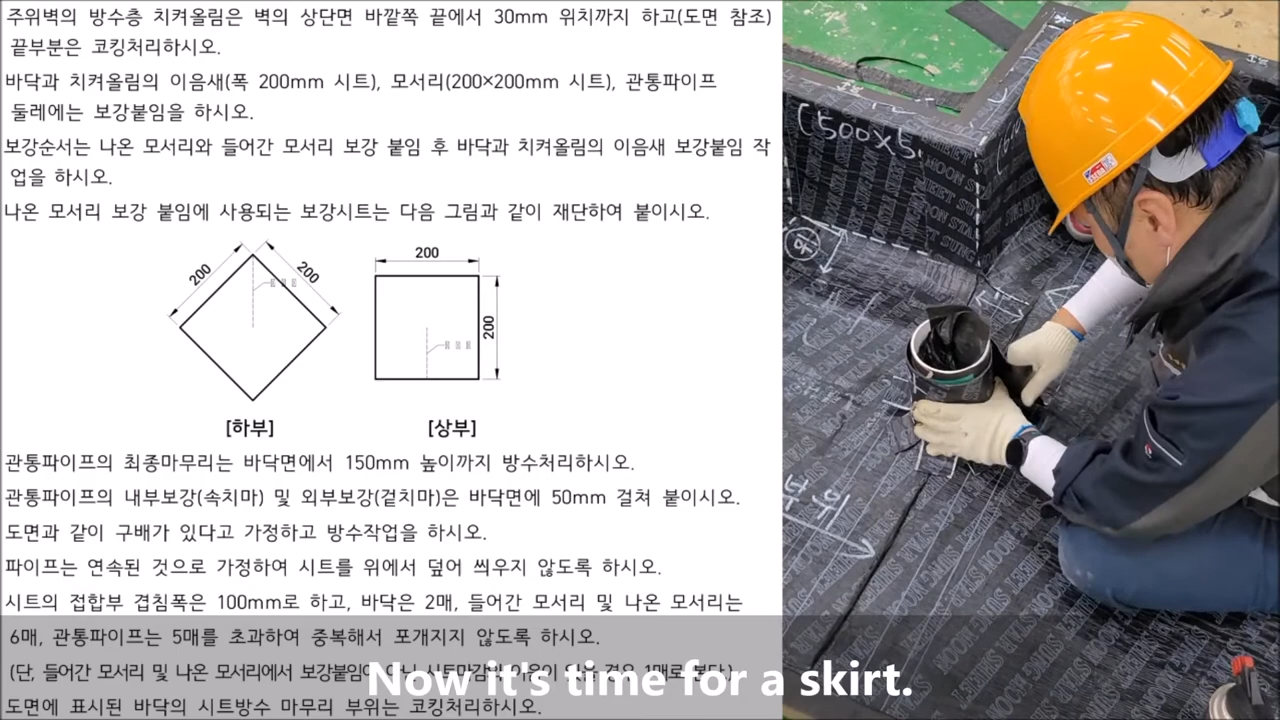 주위벽의 방수층 치켜올림은 벽의 상단면 바깥쪽 끝에서 30mm 위치까지 하고(도면 참조)
끝부분은 코킹처리하시오.
바닥과 치켜올림의 이음새(폭 200mm 시트), 모서리(200×200mm 시트), 관통파이프
둘레에는 보강붙임을 하시오.
보강순서는 나온 모서리와 들어간 모서리 보강 붙임 후 바닥과 치켜올림의 이음새 보강붙임 작
업을 하시오.
나온 모서리 보강 붙임에 사용되는 보강시트는 다음 그림과 같이 재단하여 붙이시오.
200
200
200
200
[하부]
[상부]
관통파이프의 최종마무리는 바닥면에서 150mm 높이까지 방수처리하시오.
관통파이프의 내부보강(속치마) 및 외부보강(겉치마)은 바닥면에 50mm 걸쳐 붙이시오.
도면과 같이 구배가 있다고 가정하고 방수작업을 하시오.
파이프는 연속된 것으로 가정하여 시트를 위에서 덮어 씌우지 않도록 하시오.
시트의 접합부 겹침폭은 100mm로 하고, 바닥은 2매, 들어간 모서리 및 나온 모서리는
6매, 관통파이프는 5매를 초과하여 중복해서 포개지지 않도록 하시오.
(단, 들어간 모서리 및 나온 모서리에서 보강붙임이
Now it's time for a skirt.
도면에 표시된 바닥의 시트방수 마무리 부위는 코킹처리하시오.
(500×5
MOON STAR
SHEET SUNG
부위